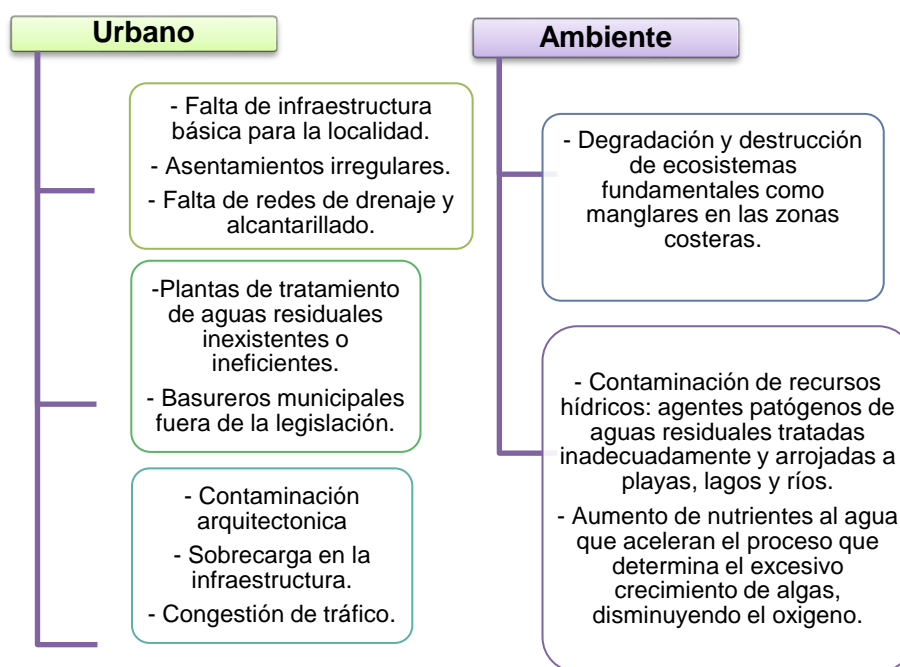 Urbano
- Falta de infraestructura
básica para la localidad.
- Asentamientos irregulares.
- Falta de redes de drenaje y
alcantarillado.
-Plantas de tratamiento
de aguas residuales
inexistentes o
ineficientes.
- Basureros municipales
fuera de la legislación.
- Contaminación
arquitectonica
- Sobrecarga en la
infraestructura.
- Congestión de tráfico.
Ambiente
- Degradación y destrucción
de ecosistemas
fundamentales como
manglares en las zonas
costeras.
- Contaminación de recursos
hídricos: agentes patógenos de
aguas residuales tratadas
inadecuadamente y arrojadas a
playas, lagos y ríos.
- Aumento de nutrientes al agua
que aceleran el proceso que
determina el excesivo
crecimiento de algas,
disminuyendo el oxigeno.